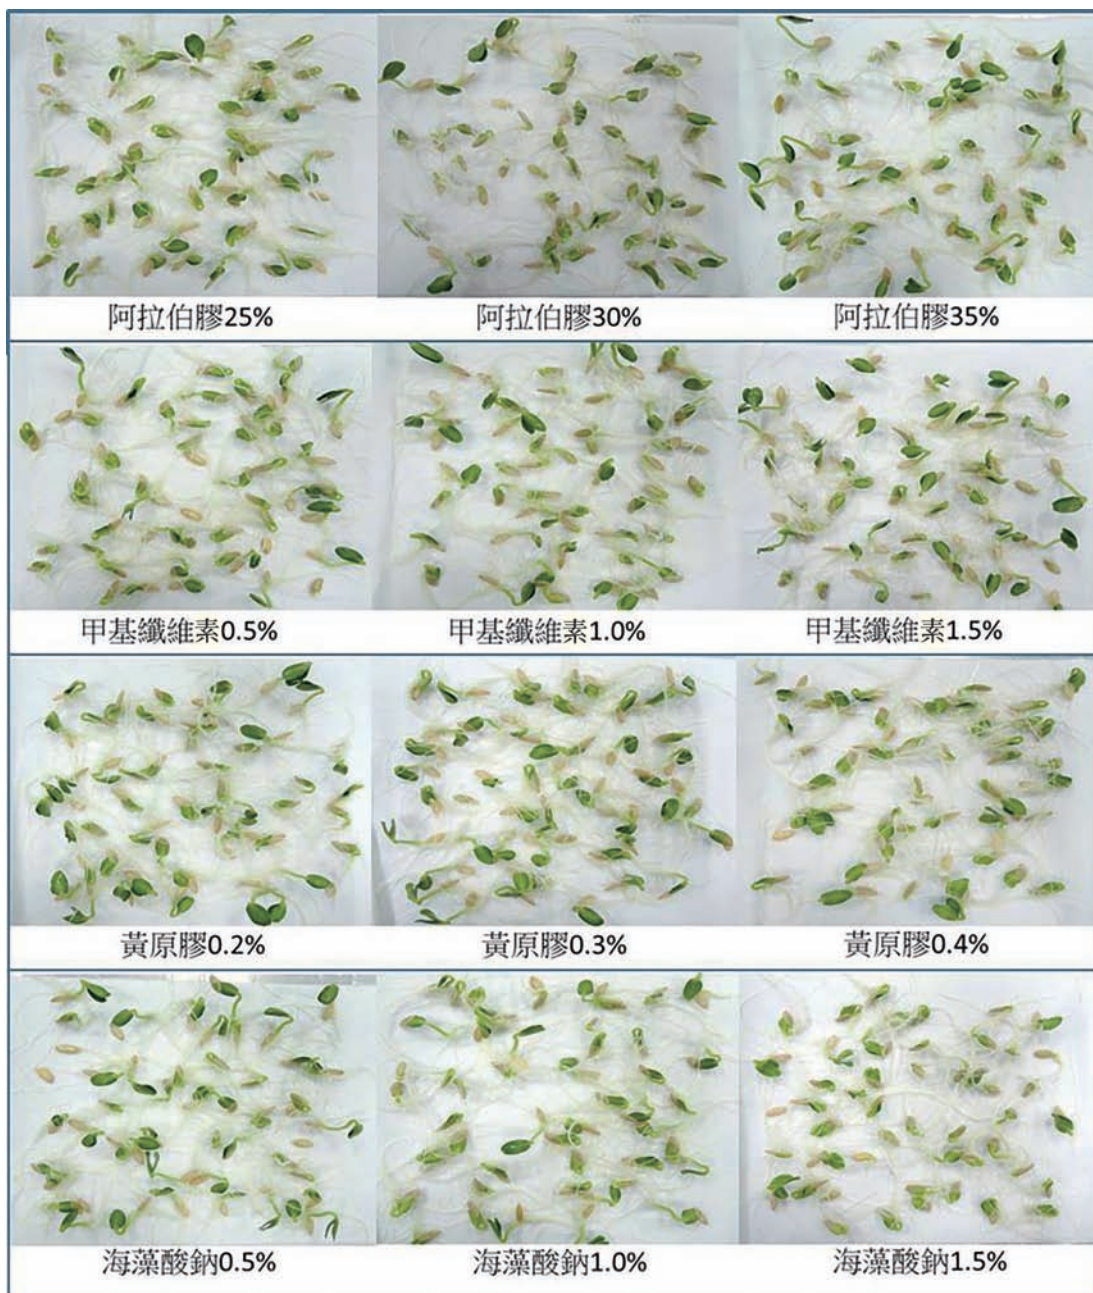 阿拉伯膠25%
阿拉伯膠30%
阿拉伯膠35%
甲基纖維素0.5%
甲基纖維素1.0%
甲基纖維素1.5%
黃原膠0.2%
黃原膠0.3%
黃原膠0.4%
海藻酸鈉0.5%
海藻酸鈉1.0%
海藻酸鈉1.5%